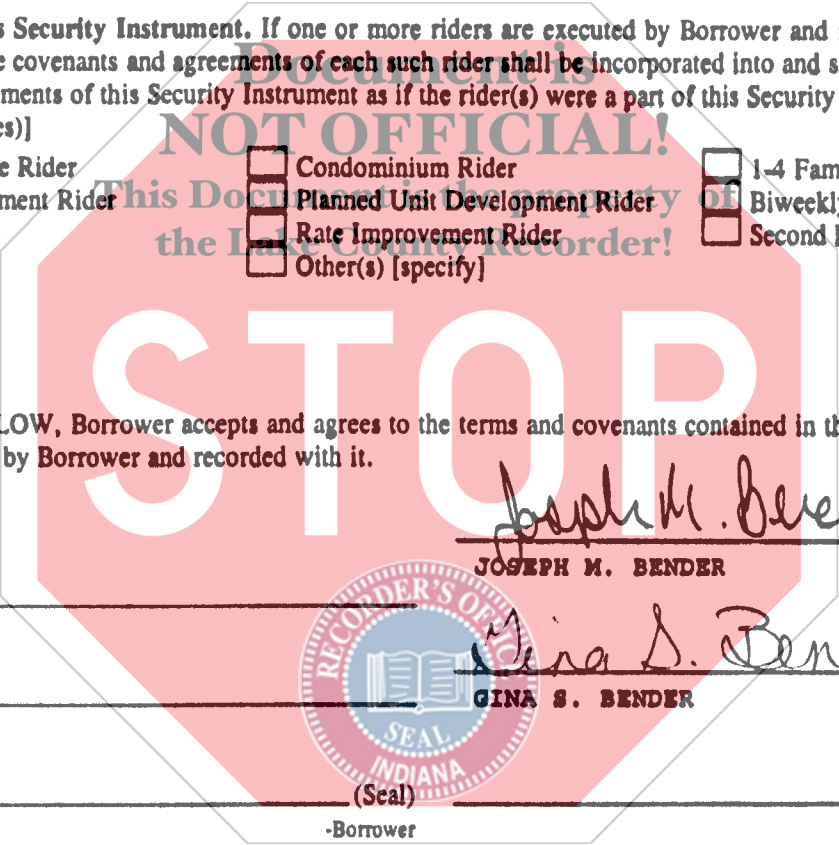 s Security Instrument. If one or more riders are executed by Borrower and
e covenants and agreements of each such rider shall be incorporated into and s
ments of this Security Instrument as if the rider(s) were a part of this Security
es)]
Document is
NOT OFFICIAL!
This Document is the property of
the Lake County Recorder!
e Rider Condominium Rider 1-4 Fam
ment Rider Planned Unit Development Rider Biweekly
Rate Improvement Rider Second
Other(s) [specify]
STOP
LOW, Borrower accepts and agrees to the terms and covenants contained in th
by Borrower and recorded with it.
Joseph M. Bende
JOSEPH M. BENDER
Gina S. Ben
GINA S. BENDER
RECORDER'S OFFICE
SEAL
INDIANA
(Seal)
-Borrower